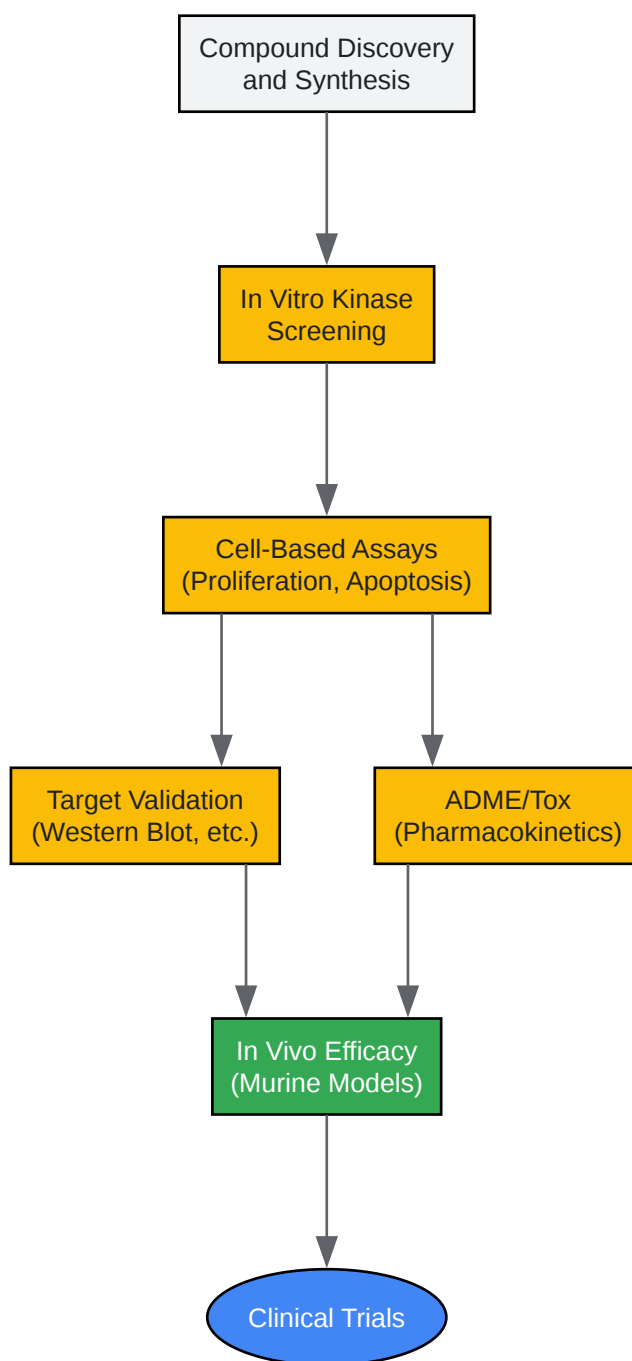 Compound Discovery
and Synthesis
In Vitro Kinase
Screening
Cell-Based Assays
(Proliferation, Apoptosis)
Target Validation
(Western Blot, etc.)
ADME/Tox
(Pharmacokinetics)
In Vivo Efficacy
(Murine Models)
Clinical Trials